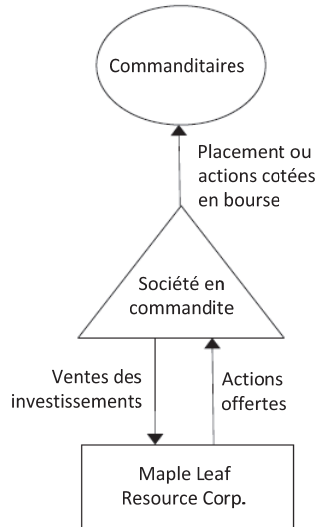 Commanditaires
Placement ou
actions cotées
en bourse
Société en
commandite
Ventes des
investissements
Actions
offertes
Maple Leaf
Resource Corp.